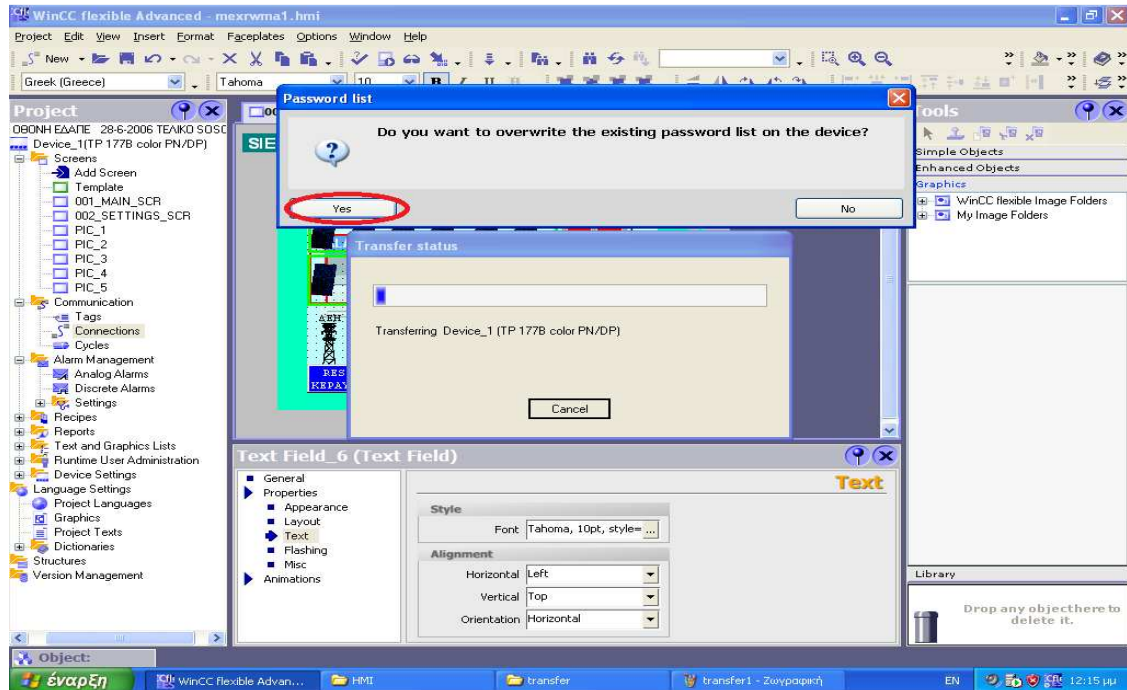 WinCC flexible Advanced - mexrwma1.hmi
Project Edit View Insert Format Faceplates Options Window Help
New
Greek (Greece) Tahoma 10 B I U
Project
ΟΘΟΝΗ ΕΔΑΠΕ 28-6-2006 ΤΕΛΙΚΟ SOSC
Device_1(TP 177B color PN/DP)
Screens
Add Screen
Template
001_MAIN_SCR
002_SETTINGS_SCR
PIC_1
PIC_2
PIC_3
PIC_4
PIC_5
Communication
Tags
Connections
Cycles
Alarm Management
Analog Alarms
Discrete Alarms
Settings
Recipes
Reports
Text and Graphics Lists
Runtime User Administration
Device Settings
Language Settings
Project Languages
Graphics
Project Texts
Dictionaries
Structures
Version Management
Password list
Do you want to overwrite the existing password list on the device?
Yes No
SIE
Transfer status
Transferring Device_1 (TP 177B color PN/DP)
Cancel
ΔΕΗ
RES
ΚΕΡΑΥ
Text Field_6 (Text Field)
General
Properties
Appearance
Layout
Text
Flashing
Misc
Animations
Text
Style
Font Tahoma, 10pt, style= ...
Alignment
Horizontal Left
Vertical Top
Orientation Horizontal
Tools
Simple Objects
Enhanced Objects
Graphics
WinCC flexible Image Folders
My Image Folders
Library
Drop any object here to
delete it.
Object:
έναρξη WinCC flexible Advan... HMI transfer transfer1 - Ζωγραφική EN 12:15 μμ